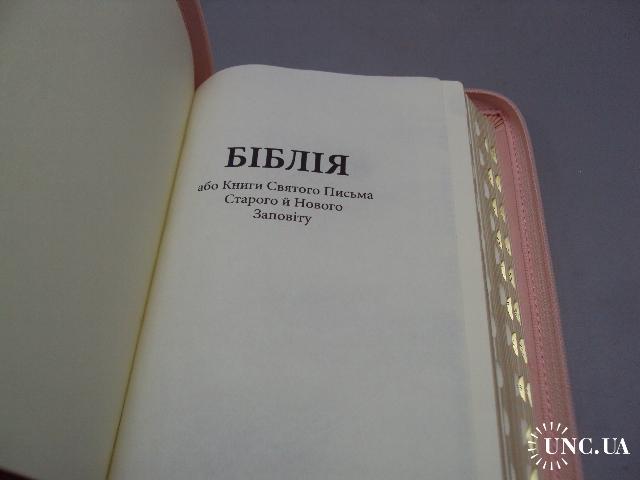 БІБЛІЯ
або Книги Святого Письма
Старого й Нового
Заповіту
UNC.UA